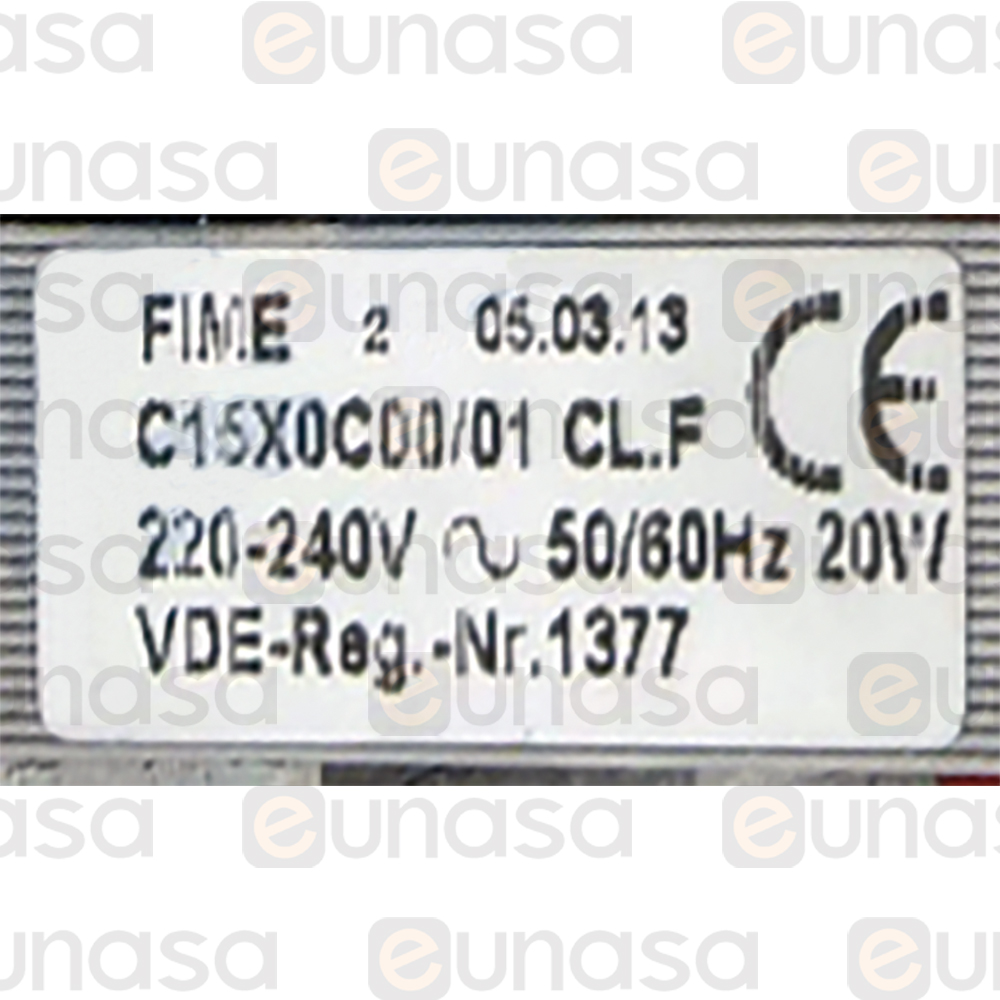 FIME 2 05.03.13
C15X0C00/01 CL.F
220-240V ∿ 50/60Hz 20W
VDE-Reg.-Nr.1377
CE
eunasa